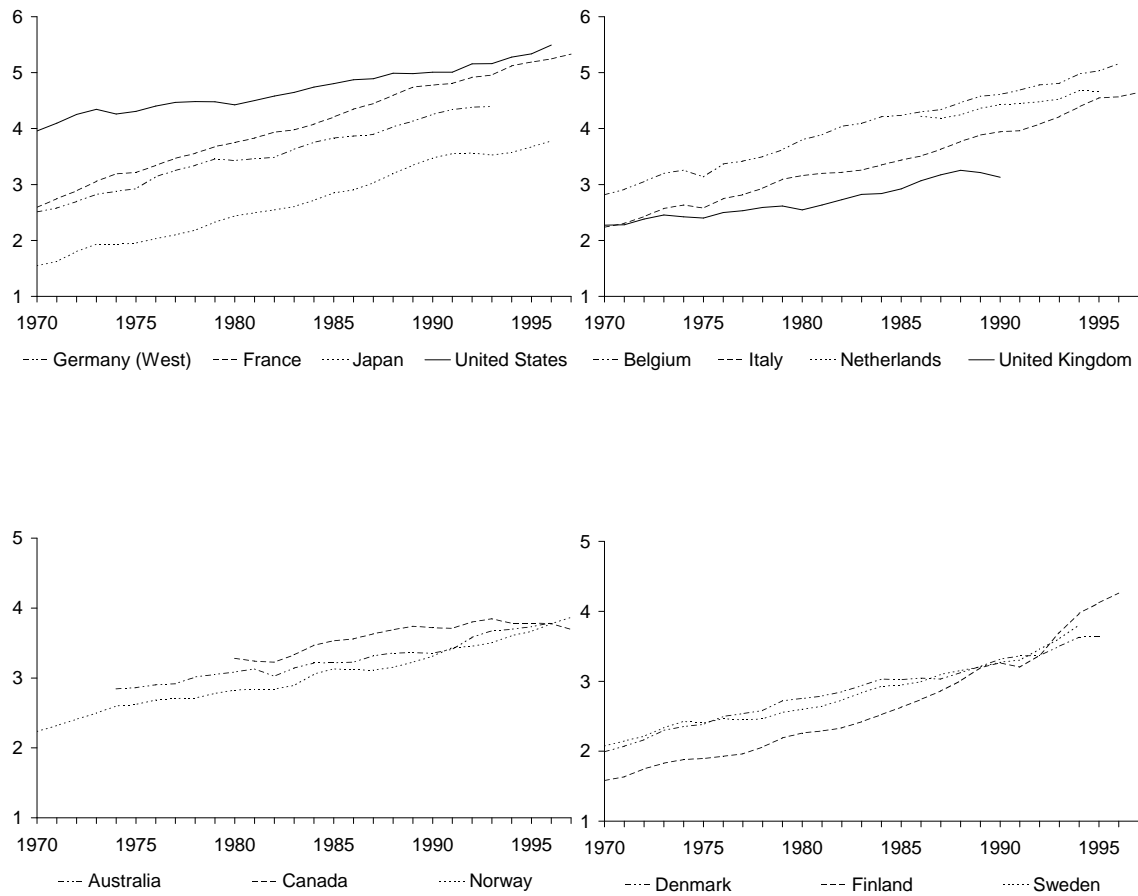 6
5
4
3
2
1
1970 1975 1980 1985 1990 1995
Germany (West) France Japan United States
6
5
4
3
2
1
1970 1975 1980 1985 1990 1995
Belgium Italy Netherlands United Kingdom
5
4
3
2
1
1970 1975 1980 1985 1990 1995
Australia Canada Norway
5
4
3
2
1
1970 1975 1980 1985 1990 1995
Denmark Finland Sweden